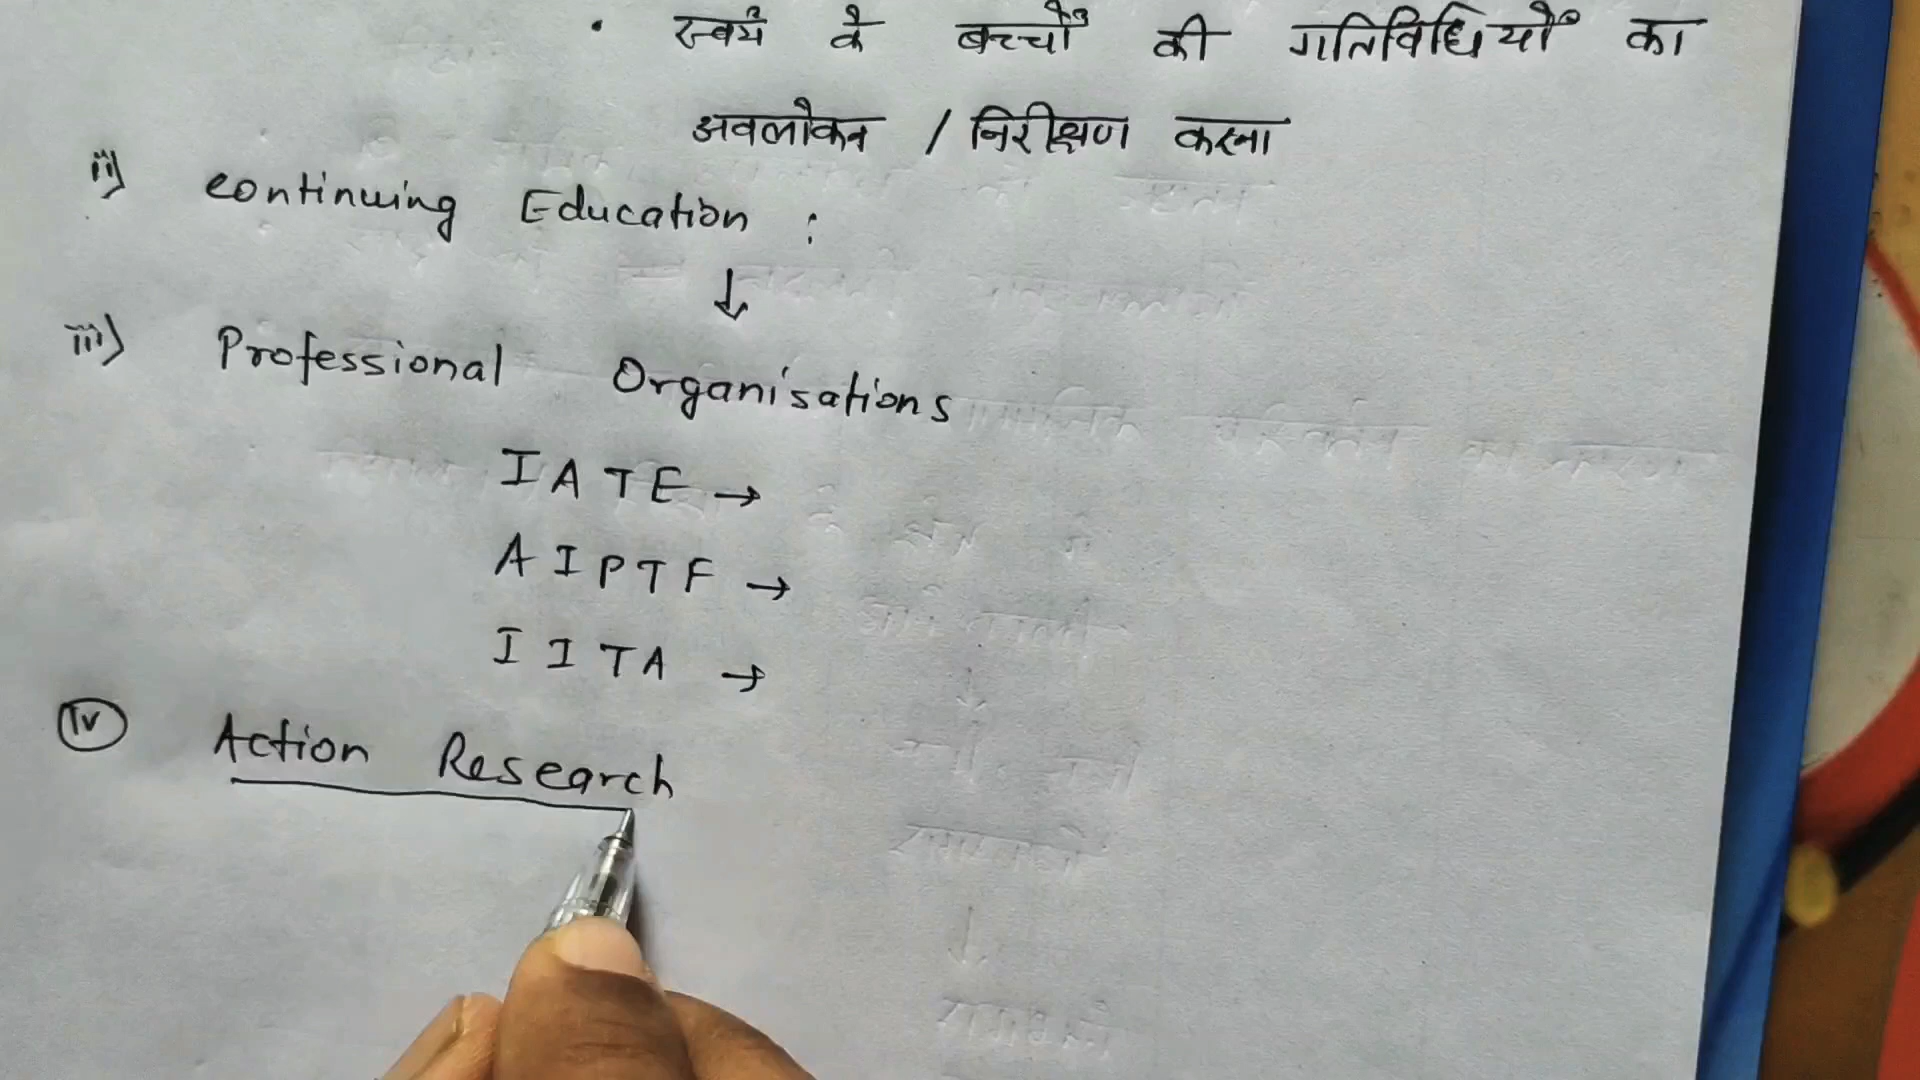 • स्वयं के बच्चों की गतिविधियों का
अवलोकन / निरीक्षण करना
ii) continuing Education :
↓
iii) Professional Organisations
IATE →
AIPTF →
IITA →
iv Action Research